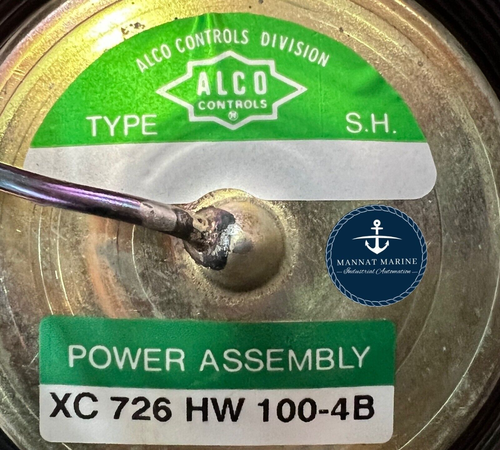 ALCO CONTROLS DIVISION
ALCO
CONTROLS
TYPE S.H.
MANNAT MARINE
Industrial Automation
POWER ASSEMBLY
XC 726 HW 100-4B